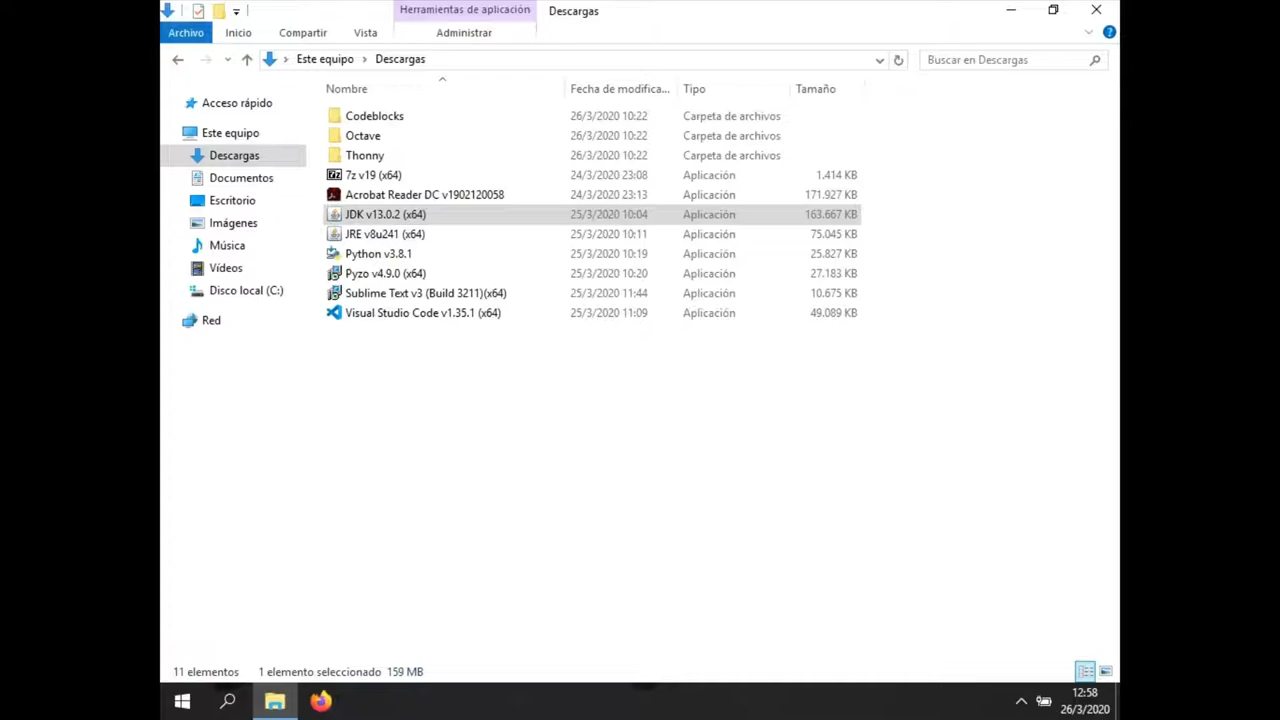 Herramientas de aplicación Descargas
Archivo Inicio Compartir Vista Administrar
Este equipo > Descargas Buscar en Descargas
Nombre Fecha de modifica... Tipo Tamaño
Acceso rápido
Este equipo
Descargas
Documentos
Escritorio
Imágenes
Música
Vídeos
Disco local (C:)
Red
Codeblocks 26/3/2020 10:22 Carpeta de archivos
Octave 26/3/2020 10:22 Carpeta de archivos
Thonny 26/3/2020 10:22 Carpeta de archivos
7z v19 (x64) 24/3/2020 23:08 Aplicación 1.414 KB
Acrobat Reader DC v1902120058 24/3/2020 23:13 Aplicación 171.927 KB
JDK v13.0.2 (x64) 25/3/2020 10:04 Aplicación 163.667 KB
JRE v8u241 (x64) 25/3/2020 10:11 Aplicación 75.045 KB
Python v3.8.1 25/3/2020 10:19 Aplicación 25.827 KB
Pyzo v4.9.0 (x64) 25/3/2020 10:20 Aplicación 27.183 KB
Sublime Text v3 (Build 3211)(x64) 25/3/2020 11:44 Aplicación 10.675 KB
Visual Studio Code v1.35.1 (x64) 25/3/2020 11:09 Aplicación 49.089 KB
11 elementos 1 elemento seleccionado 159 MB
12:58
26/3/2020